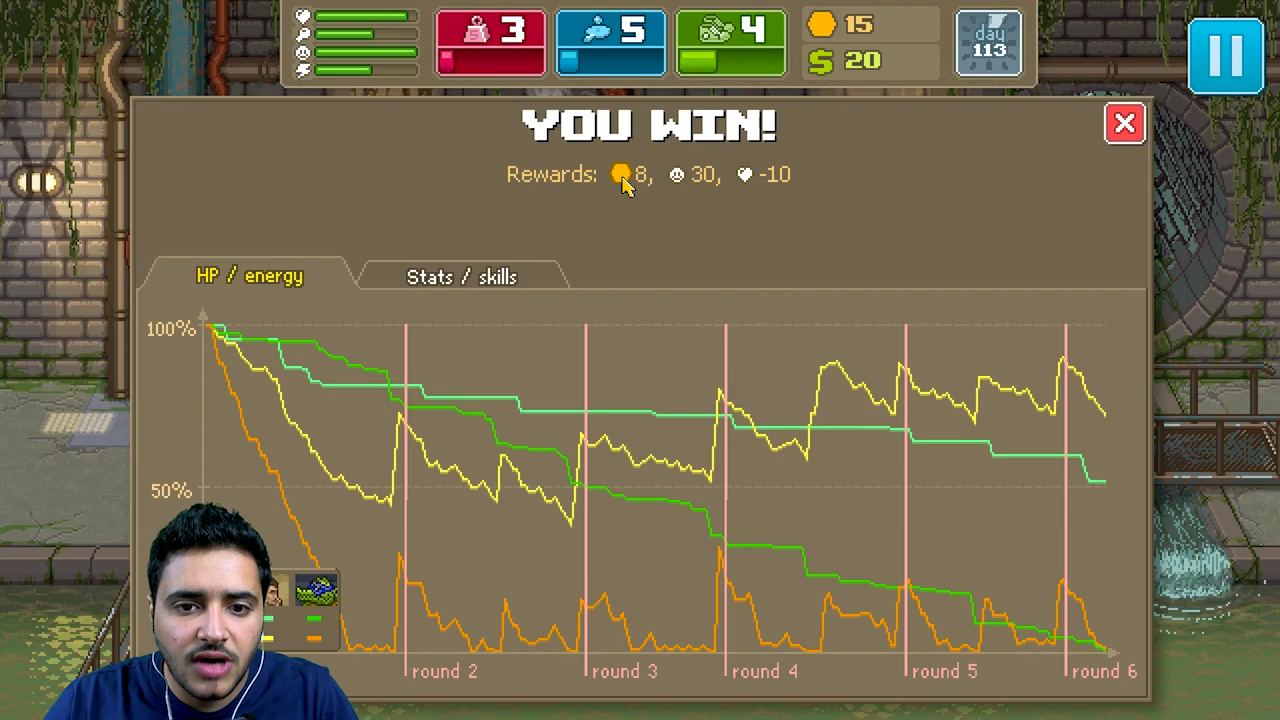 3
5
4
15
$ 20
day
113
YOU WIN!
Rewards: 8, 30, -10
HP / energy
Stats / skills
100%
50%
round 2
round 3
round 4
round 5
round 6